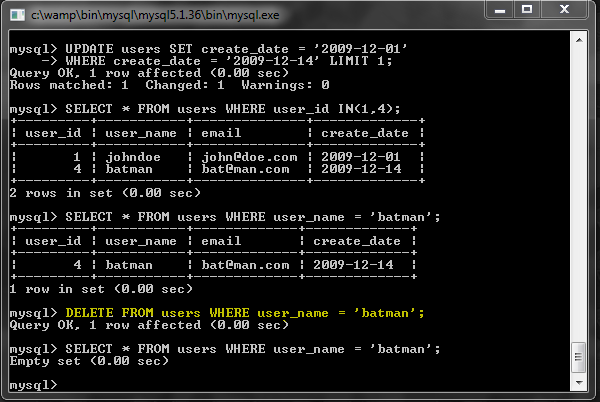 c:\wamp\bin\mysql\mysql5.1.36\bin\mysql.exe
mysql> UPDATE users SET create_date = '2009-12-01'
    -> WHERE create_date = '2009-12-14' LIMIT 1;
Query OK, 1 row affected (0.00 sec)
Rows matched: 1  Changed: 1  Warnings: 0
mysql> SELECT * FROM users WHERE user_id IN(1,4);
+---------+-----------+--------------+-------------+
| user_id | user_name | email        | create_date |
+---------+-----------+--------------+-------------+
|       1 | johndoe   | john@doe.com | 2009-12-01  |
|       4 | batman    | bat@man.com  | 2009-12-14  |
+---------+-----------+--------------+-------------+
2 rows in set (0.00 sec)
mysql> SELECT * FROM users WHERE user_name = 'batman';
+---------+-----------+-------------+-------------+
| user_id | user_name | email       | create_date |
+---------+-----------+-------------+-------------+
|       4 | batman    | bat@man.com | 2009-12-14  |
+---------+-----------+-------------+-------------+
1 row in set (0.00 sec)
mysql> DELETE FROM users WHERE user_name = 'batman';
Query OK, 1 row affected (0.00 sec)
mysql> SELECT * FROM users WHERE user_name = 'batman';
Empty set (0.00 sec)
mysql>